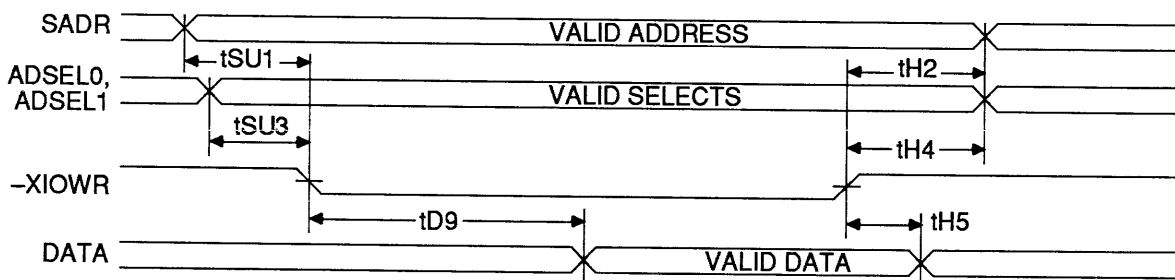 SADR
VALID ADDRESS
tSU1
tH2
ADSEL0,
ADSEL1
VALID SELECTS
tSU3
tH4
–XIOWR
tD9
tH5
DATA
VALID DATA